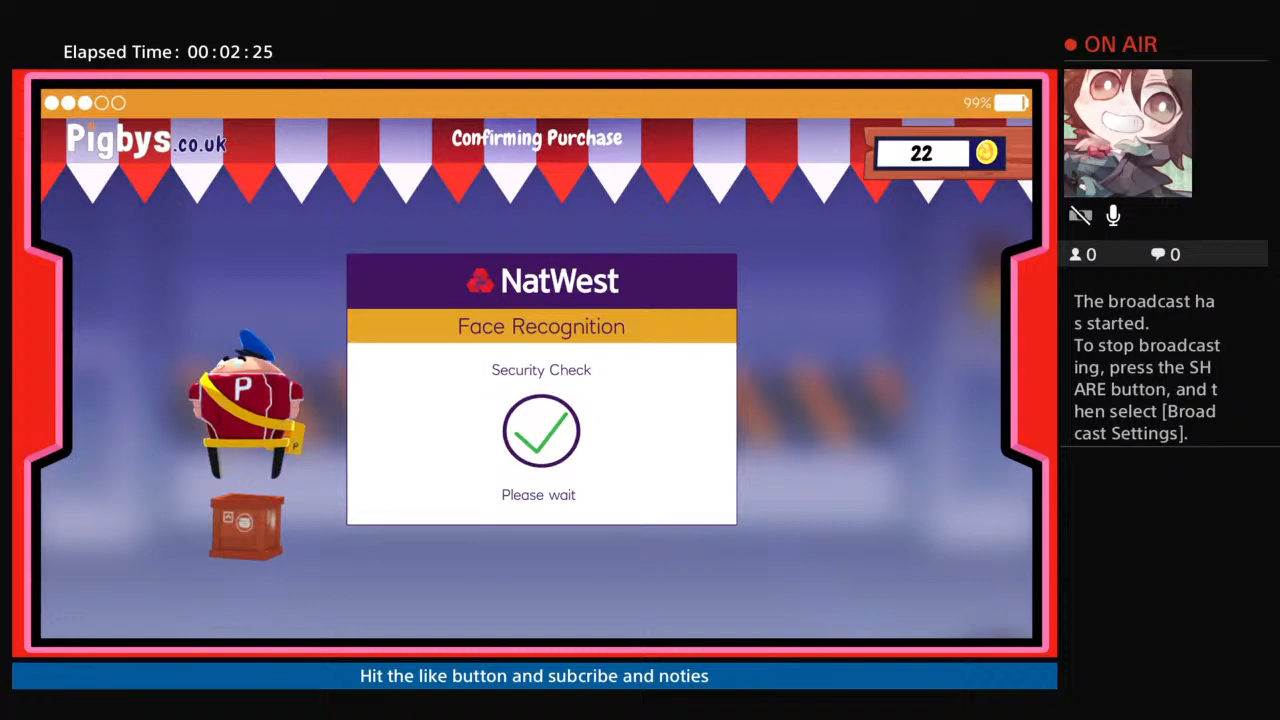 Elapsed Time: 00:02:25
ON AIR
99%
Pigbys.co.uk
Confirming Purchase
22
NatWest
Face Recognition
Security Check
Please wait
P
P
0
0
The broadcast ha
s started.
To stop broadcast
ing, press the SH
ARE button, and t
hen select [Broad
cast Settings].
Hit the like button and subcribe and noties